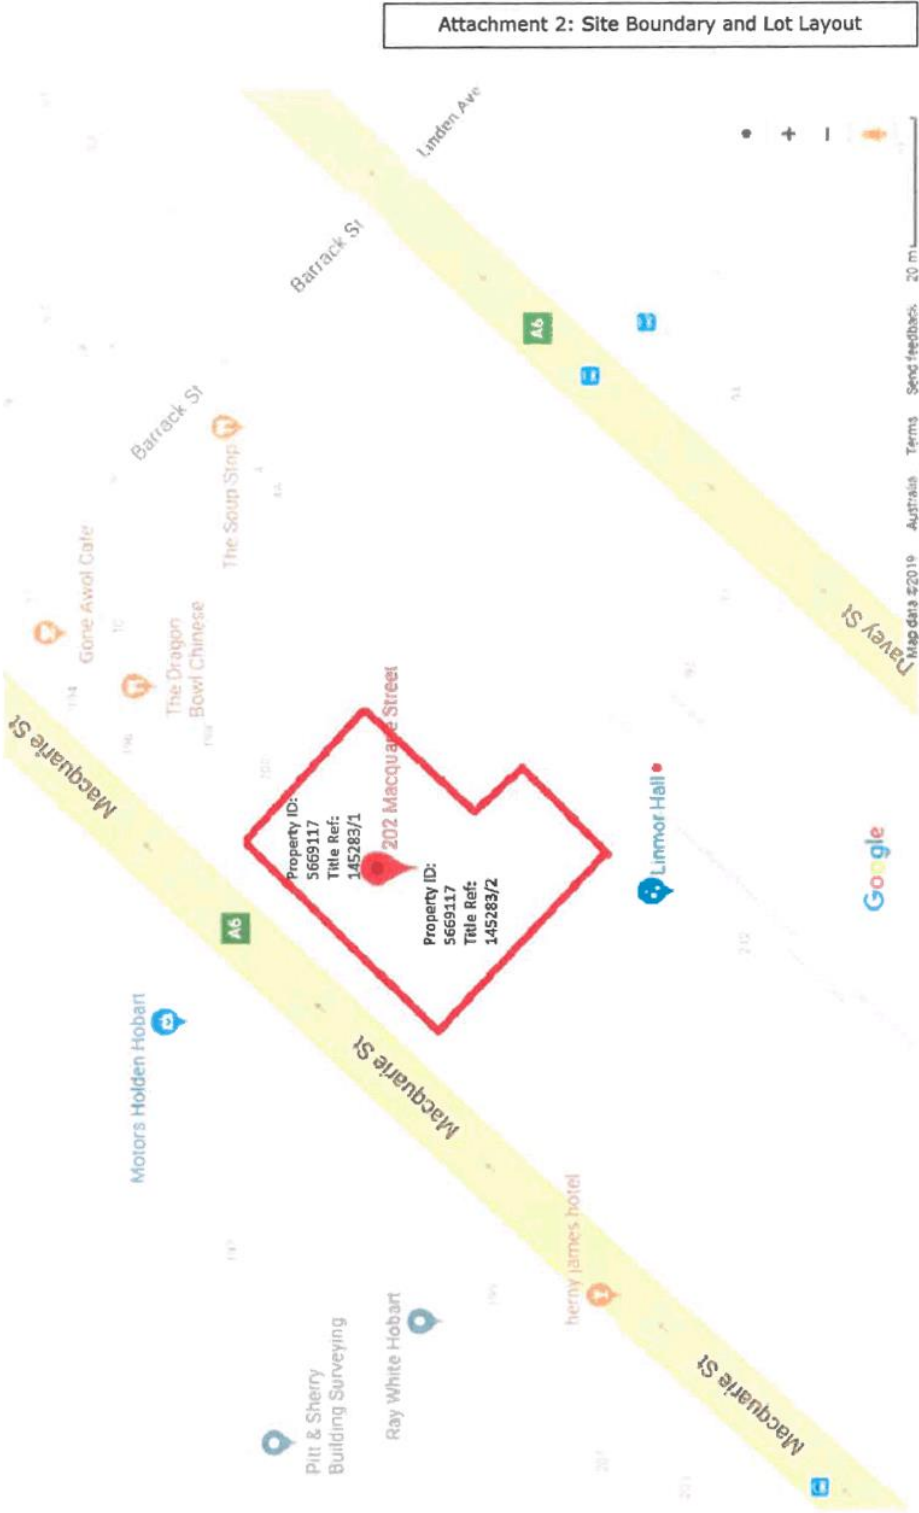 Attachment 2: Site Boundary and Lot Layout
Linden Ave
Barrack St
Barrack St
A6
Gone Awol Cafe
The Soup Stop
The Dragon
Bowl Chinese
Macquarie St
Property ID:
5669117
Title Ref:
145283/1
202 Macquarie Street
Property ID:
5669117
Title Ref:
145283/2
A6
Motors Holden Hobart
Macquarie St
Linmor Hall
Davey St
henry james hotel
Ray White Hobart
Pitt & Sherry
Building Surveying
Macquarie St
Google
Map data ©2019 Australia Terms Send feedback 20 m